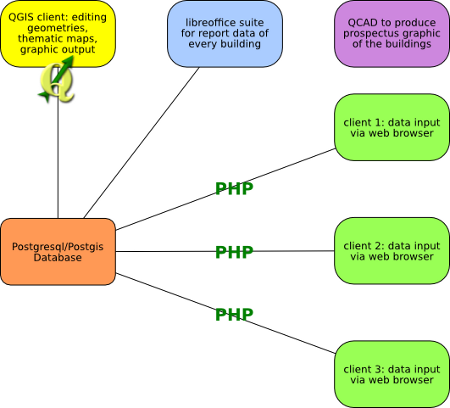 QGIS client: editing
geometries,
thematic maps,
graphic output
libreoffice suite
for report data of
every building
QCAD to produce
prospectus graphic
of the buildings
Q
client 1: data input
via web browser
PHP
Postgresql/Postgis
Database
PHP
client 2: data input
via web browser
PHP
client 3: data input
via web browser